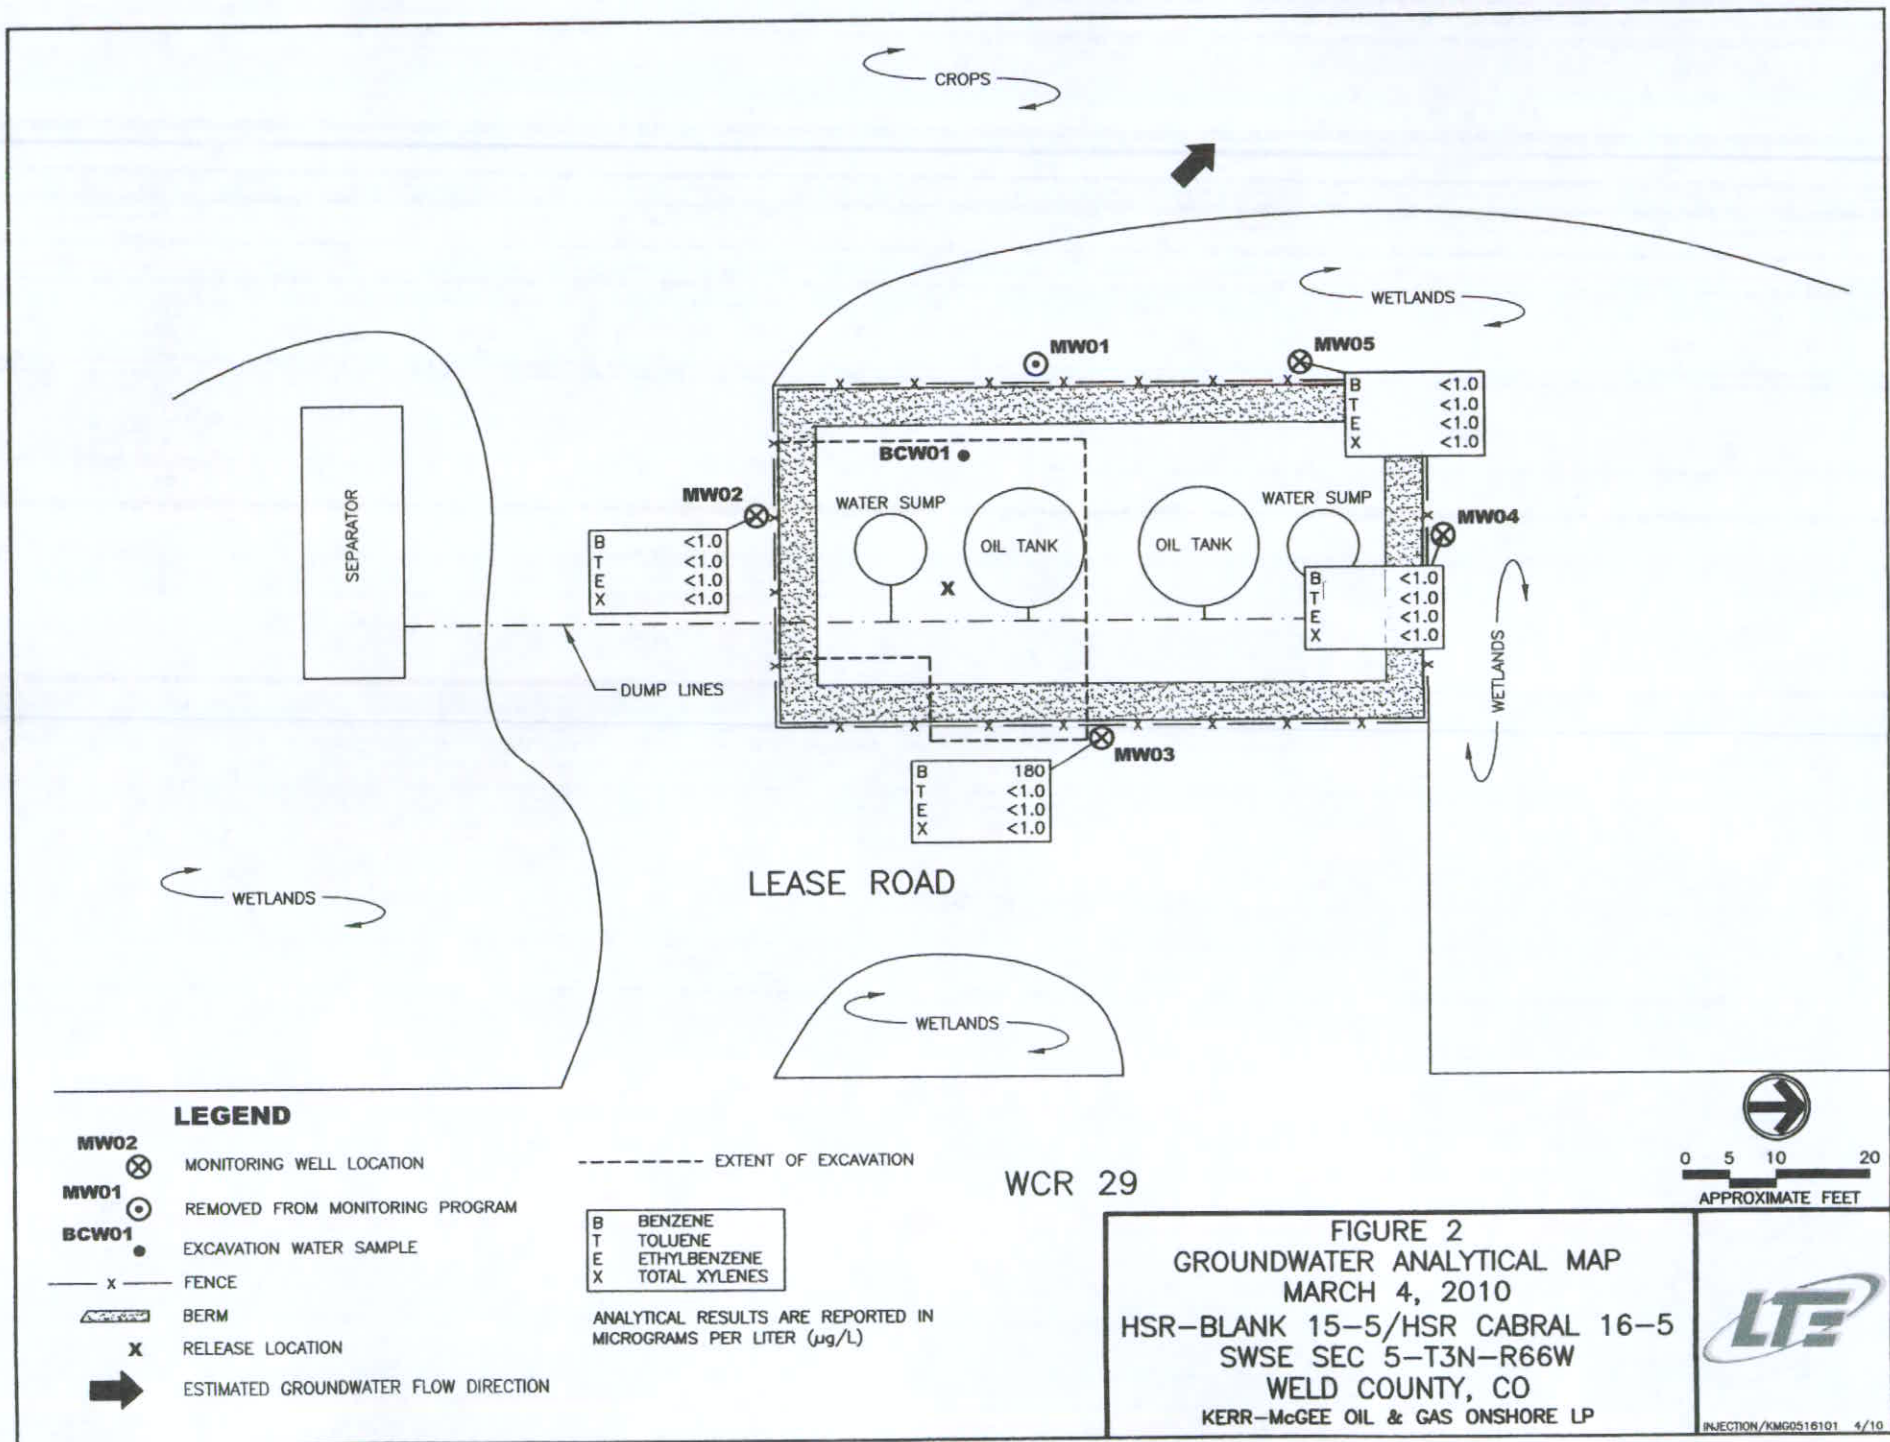 CROPS
WETLANDS
MW01
MW05
B <1.0
T <1.0
E <1.0
X <1.0
BCW01
MW02
WATER SUMP
WATER SUMP
MW04
SEPARATOR
OIL TANK
OIL TANK
B <1.0
T <1.0
E <1.0
X <1.0
X
B <1.0
T <1.0
E <1.0
X <1.0
WETLANDS
DUMP LINES
MW03
B 180
T <1.0
E <1.0
X <1.0
LEASE ROAD
WETLANDS
WETLANDS
LEGEND
MW02
MONITORING WELL LOCATION
MW01
REMOVED FROM MONITORING PROGRAM
BCW01
EXCAVATION WATER SAMPLE
x FENCE
BERM
X RELEASE LOCATION
ESTIMATED GROUNDWATER FLOW DIRECTION
EXTENT OF EXCAVATION
B BENZENE
T TOLUENE
E ETHYLBENZENE
X TOTAL XYLENES
ANALYTICAL RESULTS ARE REPORTED IN
MICROGRAMS PER LITER (µg/L)
WCR 29
0 5 10 20
APPROXIMATE FEET
FIGURE 2
GROUNDWATER ANALYTICAL MAP
MARCH 4, 2010
HSR-BLANK 15-5/HSR CABRAL 16-5
SWSE SEC 5-T3N-R66W
WELD COUNTY, CO
KERR-McGEE OIL & GAS ONSHORE LP
LTE
INJECTION/KMG0516101 4/10